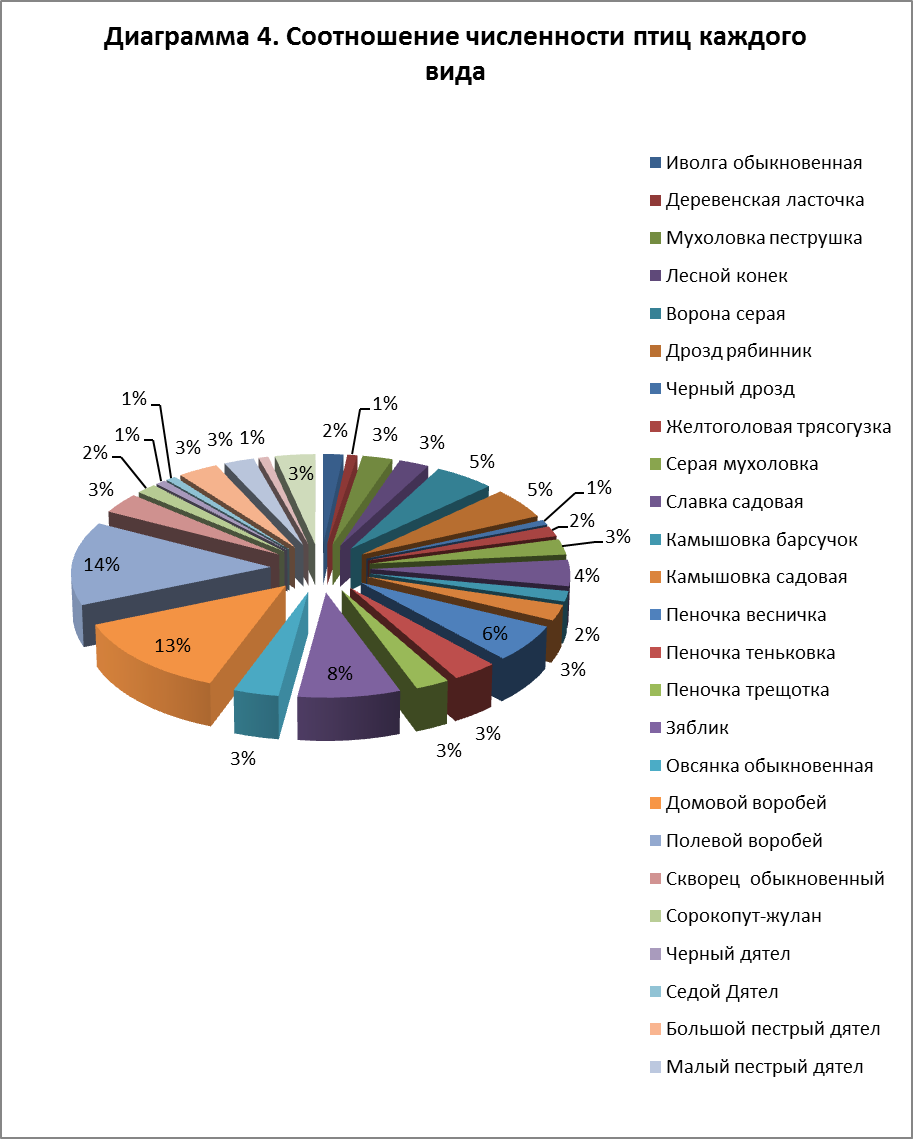 Диаграмма 4. Соотношение численности птиц каждого
вида
Иволга обыкновенная
Деревенская ласточка
Мухоловка пеструшка
Лесной конек
Ворона серая
Дрозд рябинник
Черный дрозд
Желтоголовая трясогузка
Серая мухоловка
Славка садовая
Камышовка барсучок
Камышовка садовая
Пеночка весничка
Пеночка теньковка
Пеночка трещотка
Зяблик
Овсянка обыкновенная
Домовой воробей
Полевой воробей
Скворец обыкновенный
Сорокопут-жулан
Черный дятел
Седой Дятел
Большой пестрый дятел
Малый пестрый дятел
2%
1%
3%
3%
5%
5%
1%
2%
3%
4%
2%
3%
6%
3%
3%
8%
3%
13%
14%
3%
2%
1%
1%
3%
3%
1%
3%